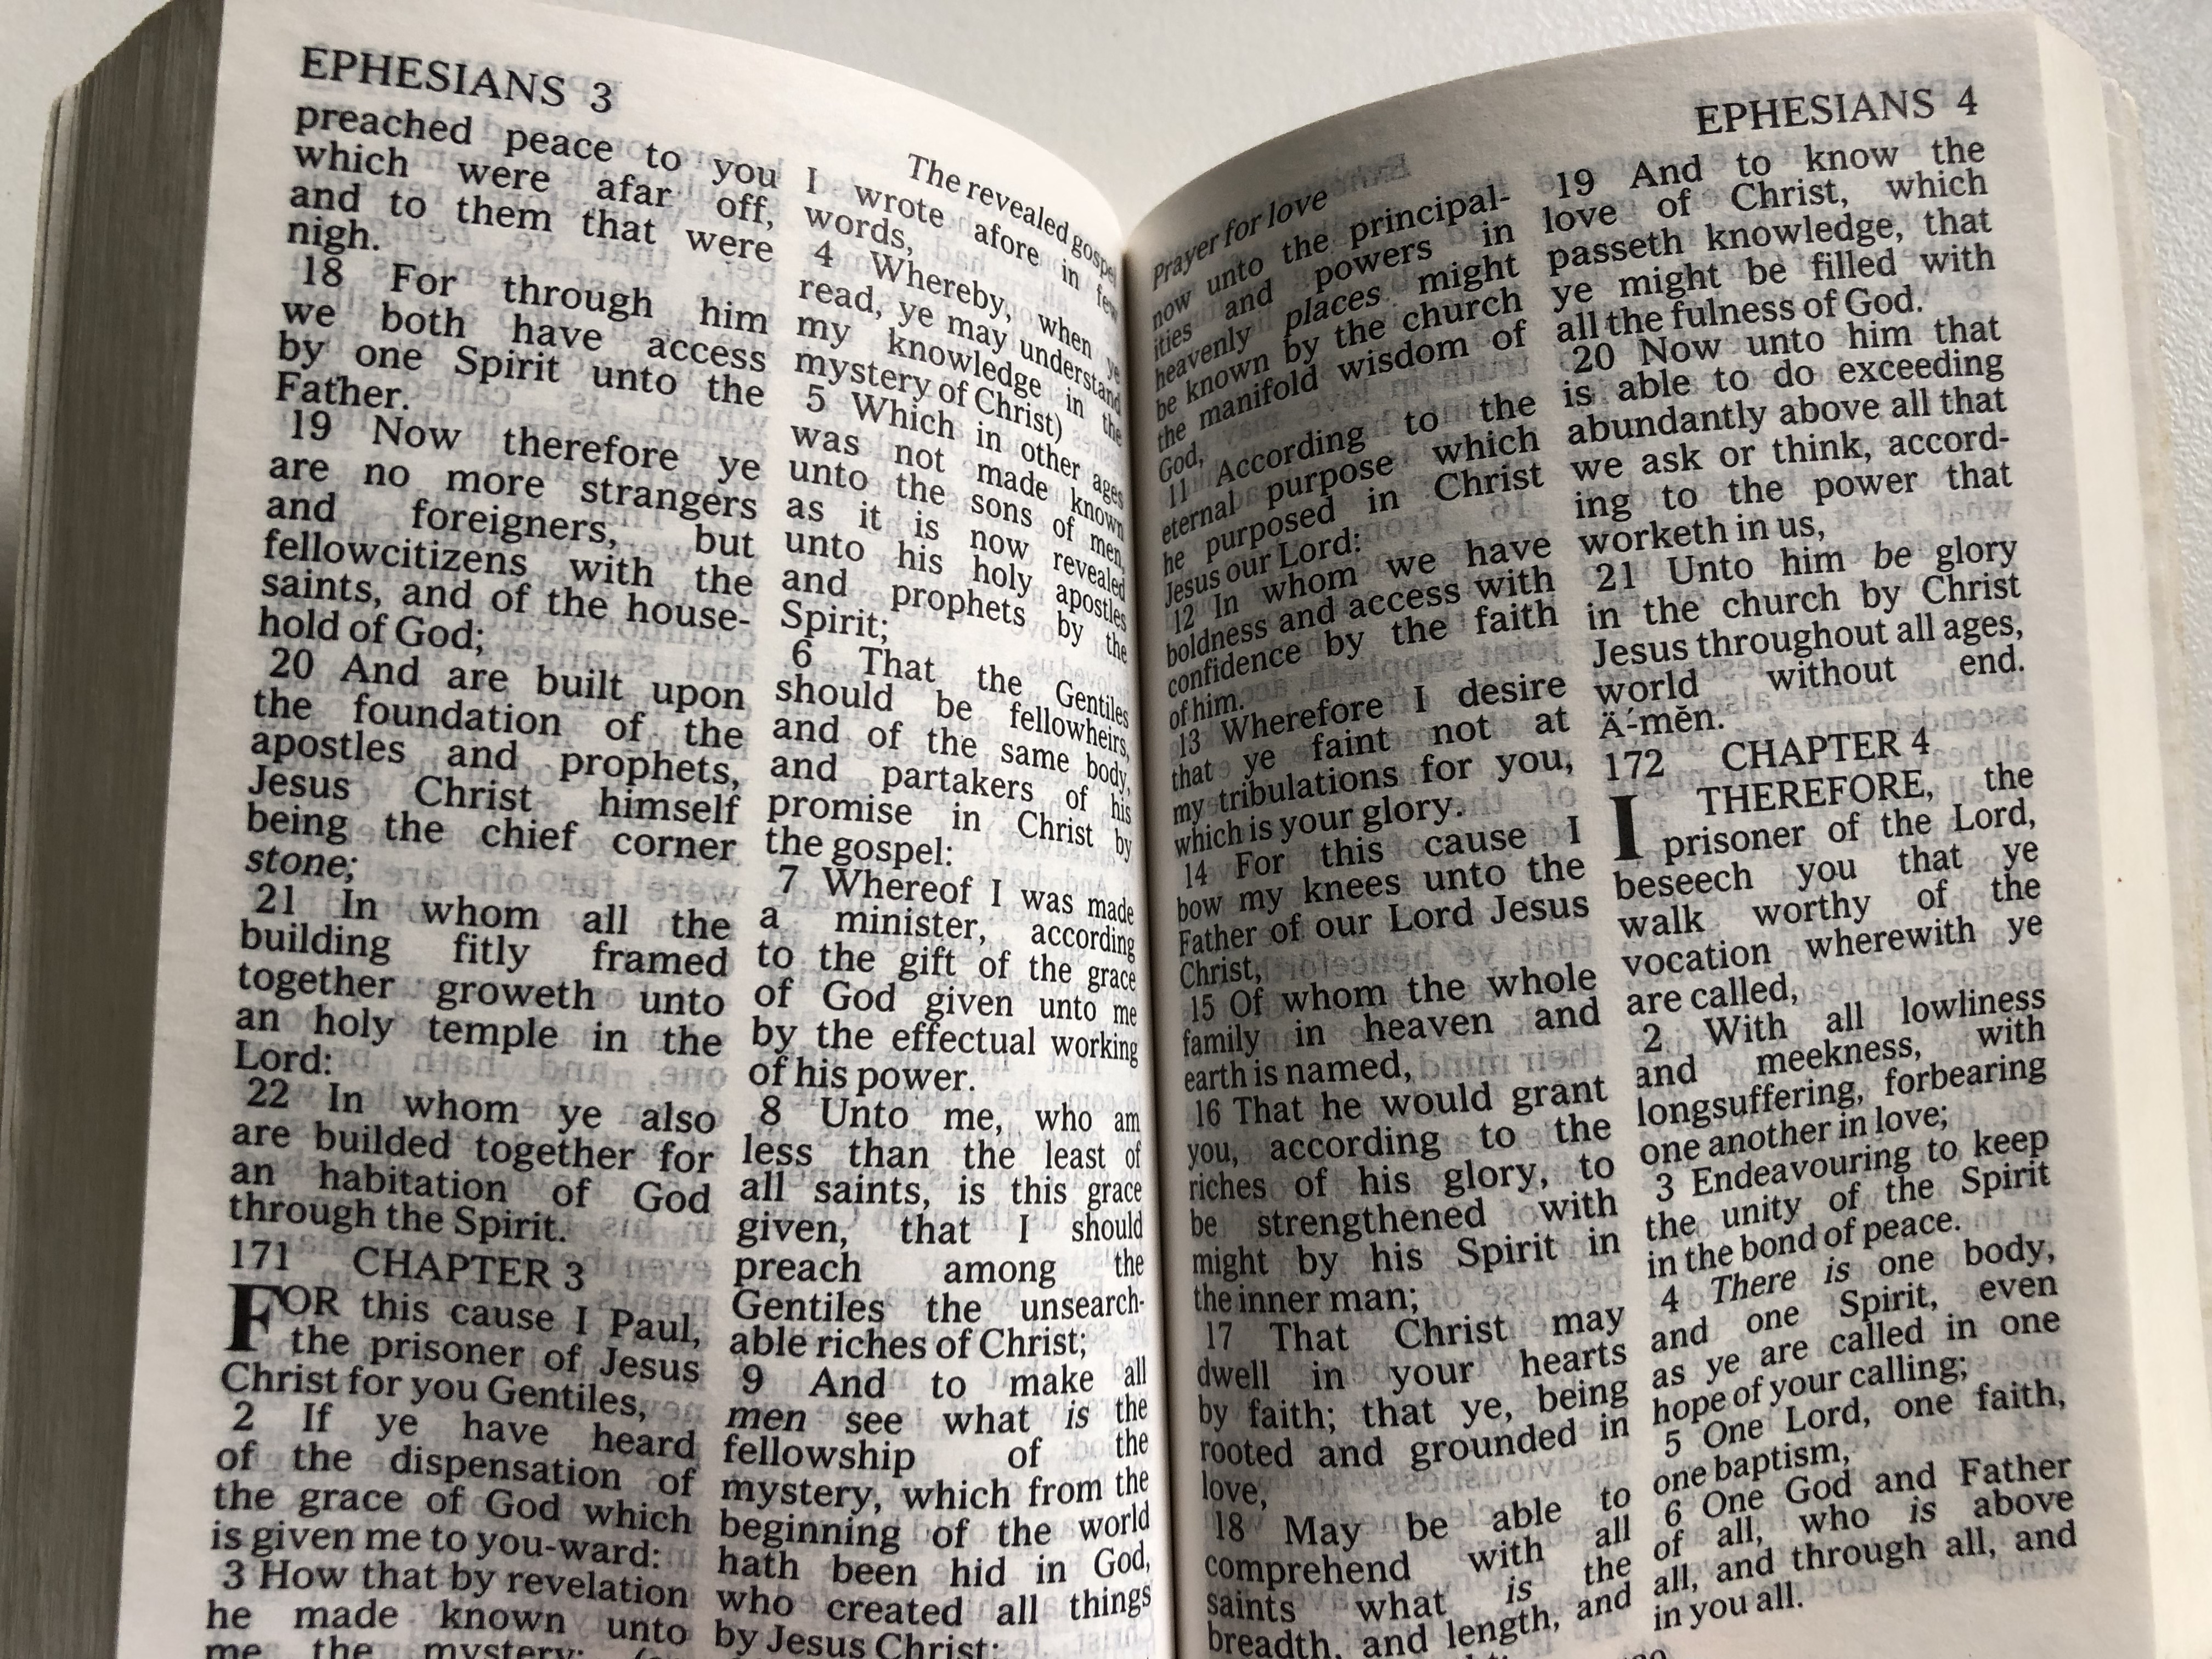 EPHESIANS 3
preached peace to you
which were afar off,
and to them that were
nigh.
18 For through him
we both have access
by one Spirit unto the
Father.
19 Now therefore ye
are no more strangers
and foreigners, but
fellowcitizens with the
saints, and of the house-
hold of God;
20 And are built upon
the foundation of the
apostles and prophets,
Jesus Christ himself
being the chief corner
stone;
21 In whom all the
building fitly framed
together groweth unto
an holy temple in the
Lord:
22 In whom ye also
are builded together for
an habitation of God
through the Spirit.
171 CHAPTER 3
FOR this cause I Paul,
the prisoner of Jesus
Christ for you Gentiles,
2 If ye have heard
of the dispensation of
the grace of God which
is given me to you-ward:
3 How that by revelation
he made known unto
me the mystery;
The revealed gospel
I wrote afore in few
words,
4 Whereby, when ye
read, ye may understand
my knowledge in the
mystery of Christ)
5 Which in other ages
was not made known
unto the sons of men,
as it is now revealed
unto his holy apostles
and prophets by the
Spirit;
6 That the Gentiles
should be fellowheirs,
and of the same body,
and partakers of his
promise in Christ by
the gospel:
7 Whereof I was made
a minister, according
to the gift of the grace
of God given unto me
by the effectual working
of his power.
8 Unto me, who am
less than the least of
all saints, is this grace
given, that I should
preach among the
Gentiles the unsearch-
able riches of Christ;
9 And to make all
men see what is the
fellowship of the
mystery, which from the
beginning of the world
hath been hid in God,
who created all things
by Jesus Christ:
Prayer for love
now unto the principal-
ities and powers in
heavenly places might
be known by the church
the manifold wisdom of
God,
11 According to the
eternal purpose which
he purposed in Christ
Jesus our Lord:
12 In whom we have
boldness and access with
confidence by the faith
of him.
13 Wherefore I desire
that ye faint not at
my tribulations for you,
which is your glory.
14 For this cause I
bow my knees unto the
Father of our Lord Jesus
Christ,
15 Of whom the whole
family in heaven and
earth is named,
16 That he would grant
you, according to the
riches of his glory, to
be strengthened with
might by his Spirit in
the inner man;
17 That Christ may
dwell in your hearts
by faith; that ye, being
rooted and grounded in
love,
18 May be able to
comprehend with all
saints what is the
breadth, and length, and
EPHESIANS 4
19 And to know the
love of Christ, which
passeth knowledge, that
ye might be filled with
all the fulness of God.
20 Now unto him that
is able to do exceeding
abundantly above all that
we ask or think, accord-
ing to the power that
worketh in us,
21 Unto him be glory
in the church by Christ
Jesus throughout all ages,
world without end.
Ä´-mĕn.
172 CHAPTER 4
I THEREFORE, the
prisoner of the Lord,
beseech you that ye
walk worthy of the
vocation wherewith ye
are called,
2 With all lowliness
and meekness, with
longsuffering, forbearing
one another in love;
3 Endeavouring to keep
the unity of the Spirit
in the bond of peace.
4 There is one body,
and one Spirit, even
as ye are called in one
hope of your calling;
5 One Lord, one faith,
one baptism,
6 One God and Father
of all, who is above
all, and through all, and
in you all.